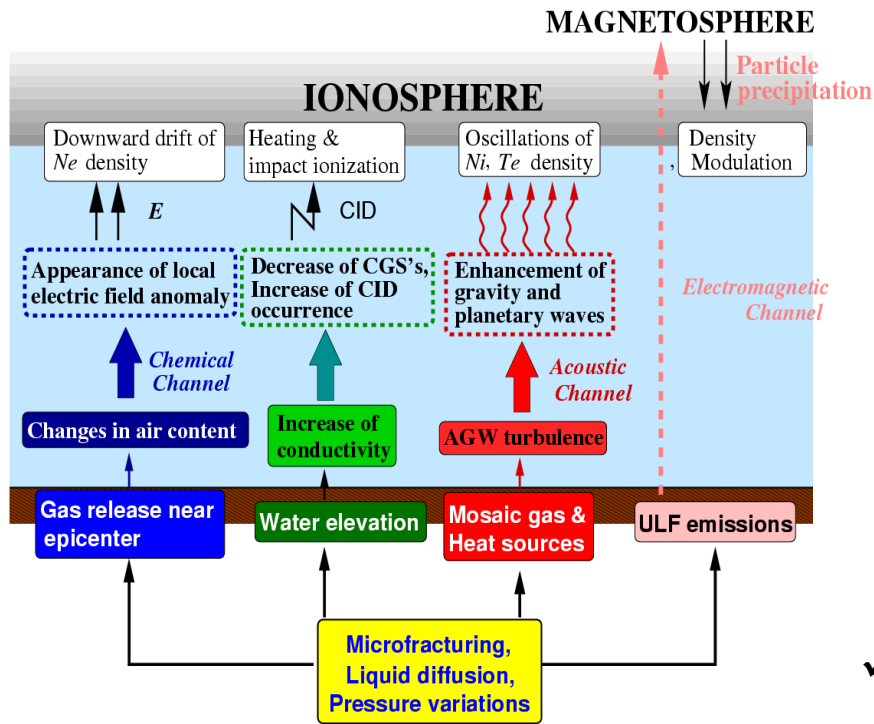 MAGNETOSPHERE
Particle
precipitation
IONOSPHERE
Downward drift of
Ne density
Heating &
impact ionization
Oscillations of
Ni, Te density
, Density
Modulation
E
CID
Appearance of local
electric field anomaly
Decrease of CGS's,
Increase of CID
occurrence
Enhancement of
gravity and
planetary waves
Electromagnetic
Channel
Chemical
Channel
Acoustic
Channel
Changes in air content
Increase of
conductivity
AGW turbulence
Gas release near
epicenter
Water elevation
Mosaic gas &
Heat sources
ULF emissions
Microfracturing,
Liquid diffusion,
Pressure variations